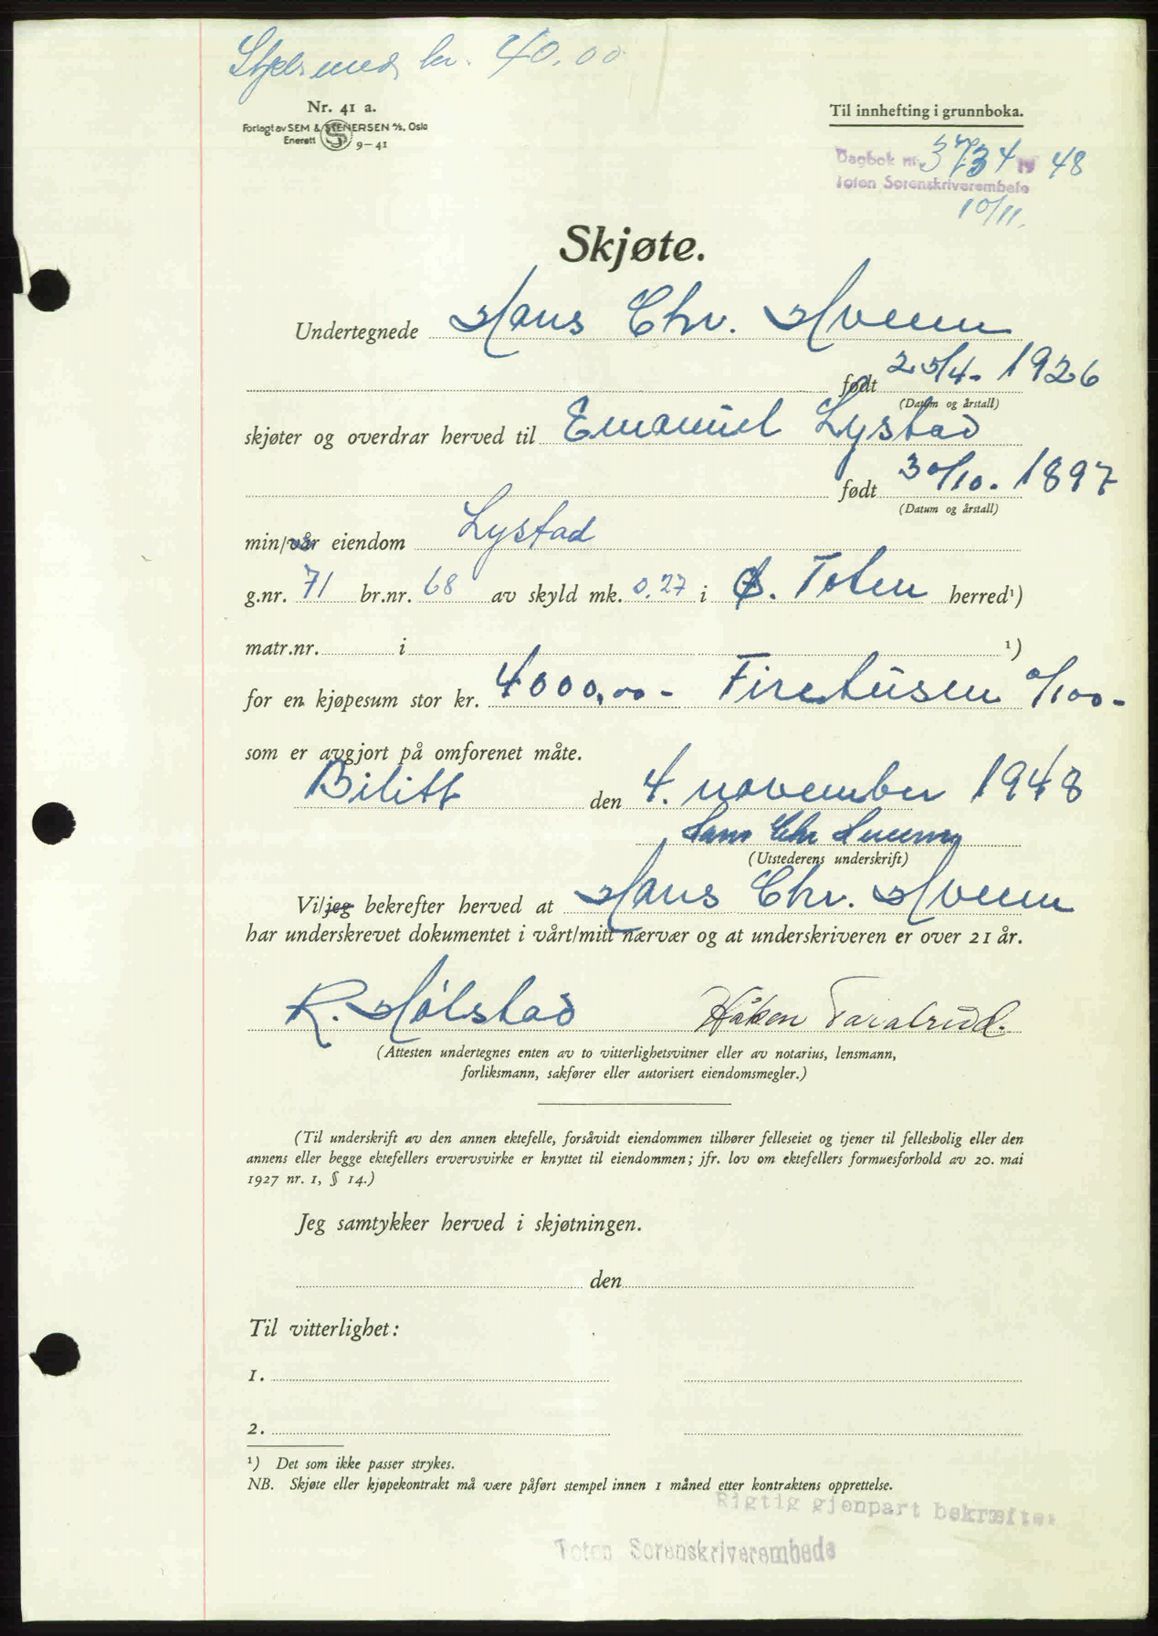 Stplr med kr. 40.00
Nr. 41 a.
Forlagt av SEM & STENERSEN A/S, Oslo
Enerett 9-41
Til innhefting i grunnboka.
Dagbok nr. 3734 19 48
Toten Sorenskriverembete
10/11.
Skjøte.
Undertegnede Hans Chr. Hveem
født 25/4. 1926
(Datum og årstall)
skjøter og overdrar herved til Emanuel Lystad
født 30/10. 1897
(Datum og årstall)
min/vår eiendom Lystad
g.nr. 71 br.nr. 68 av skyld mk. 0.27 i Ø. Toten herred¹)
matr.nr. i ¹)
for en kjøpesum stor kr. 4000,00 - Firetusen 0/100-
som er avgjort på omforenet måte.
Bilitt den 4. november 1948
Hans Chr Hveem
(Utstederens underskrift)
Vi/jeg bekrefter herved at Hans Chr. Hveem
har underskrevet dokumentet i vårt/mitt nærvær og at underskriveren er over 21 år.
R. Hølstad Håkon Taralrud.
(Attesten undertegnes enten av to vitterlighetsvitner eller av notarius, lensmann,
forliksmann, sakfører eller autorisert eiendomsmegler.)
(Til underskrift av den annen ektefelle, forsåvidt eiendommen tilhører felleseiet og tjener til fellesbolig eller den
annens eller begge ektefellers ervervsvirke er knyttet til eiendommen; jfr. lov om ektefellers formuesforhold av 20. mai
1927 nr. 1, § 14.)
Jeg samtykker herved i skjøtningen.
den
Til vitterlighet:
1.
2.
¹) Det som ikke passer strykes.
NB. Skjøte eller kjøpekontrakt må være påført stempel innen 1 måned etter kontraktens opprettelse.
Rigtig gjenpart bekræftes
Toten Sorenskriverembede